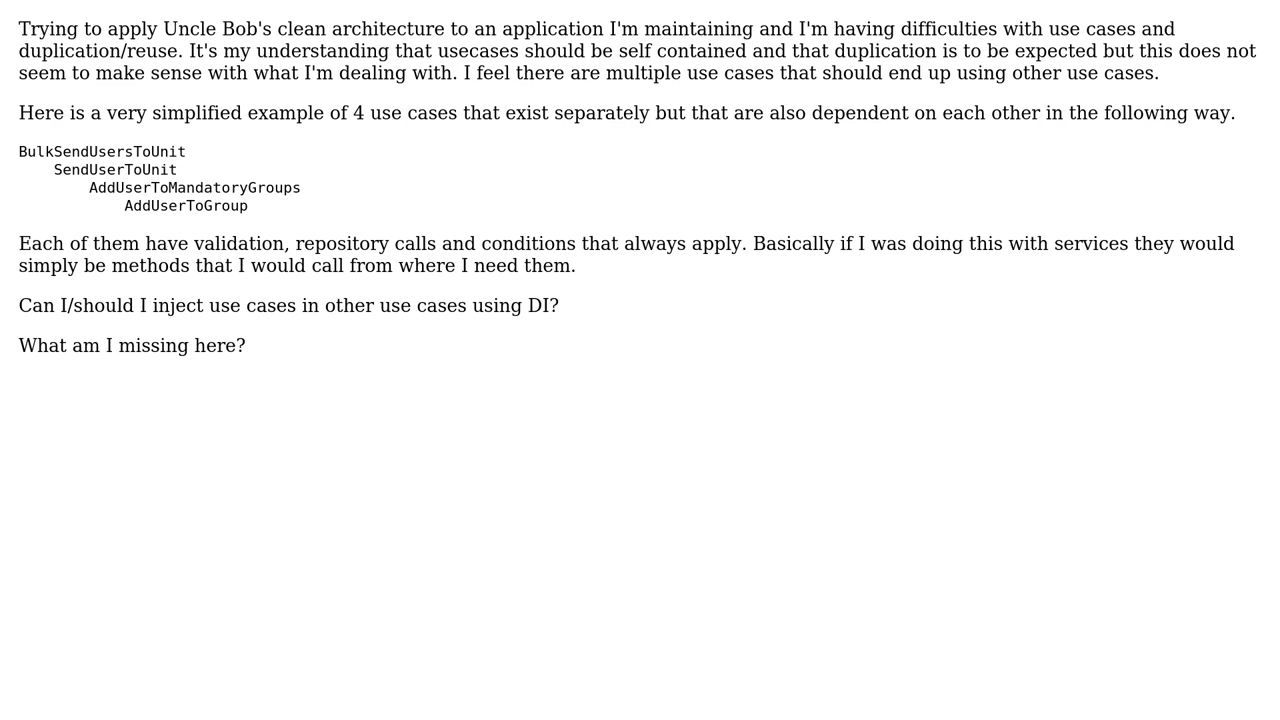 Trying to apply Uncle Bob's clean architecture to an application I'm maintaining and I'm having difficulties with use cases and
duplication/reuse. It's my understanding that usecases should be self contained and that duplication is to be expected but this does not
seem to make sense with what I'm dealing with. I feel there are multiple use cases that should end up using other use cases.
Here is a very simplified example of 4 use cases that exist separately but that are also dependent on each other in the following way.
BulkSendUsersToUnit
    SendUserToUnit
        AddUserToMandatoryGroups
            AddUserToGroup
Each of them have validation, repository calls and conditions that always apply. Basically if I was doing this with services they would
simply be methods that I would call from where I need them.
Can I/should I inject use cases in other use cases using DI?
What am I missing here?